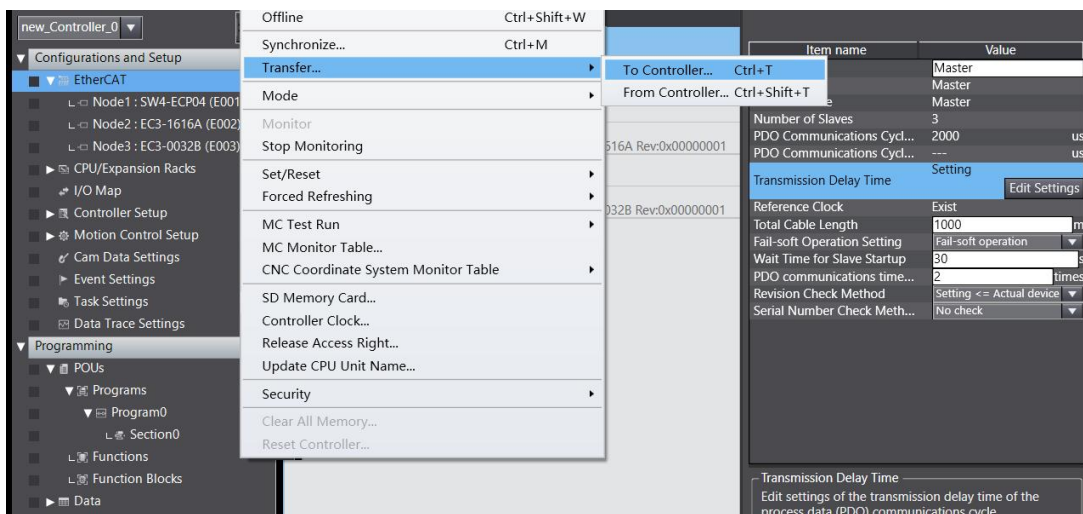 new_Controller_0
Configurations and Setup
EtherCAT
Node1 : SW4-ECP04 (E001
Node2 : EC3-1616A (E002)
Node3 : EC3-0032B (E003)
CPU/Expansion Racks
I/O Map
Controller Setup
Motion Control Setup
Cam Data Settings
Event Settings
Task Settings
Data Trace Settings
Programming
POUs
Programs
Program0
Section0
Functions
Function Blocks
Data
Offline Ctrl+Shift+W
Synchronize... Ctrl+M
Transfer...
Mode
Monitor
Stop Monitoring
Set/Reset
Forced Refreshing
MC Test Run
MC Monitor Table...
CNC Coordinate System Monitor Table
SD Memory Card...
Controller Clock...
Release Access Right...
Update CPU Unit Name...
Security
Clear All Memory...
Reset Controller...
To Controller... Ctrl+T
From Controller... Ctrl+Shift+T
616A Rev:0x00000001
032B Rev:0x00000001
Item name Value
Master
Master
Master
Number of Slaves 3
PDO Communications Cycl... 2000 us
PDO Communications Cycl... --- us
Transmission Delay Time Setting
Edit Settings
Reference Clock Exist
Total Cable Length 1000 m
Fail-soft Operation Setting Fail-soft operation
Wait Time for Slave Startup 30 s
PDO communications time... 2 times
Revision Check Method Setting <= Actual device
Serial Number Check Meth... No check
Transmission Delay Time
Edit settings of the transmission delay time of the
process data (PDO) communications cycle